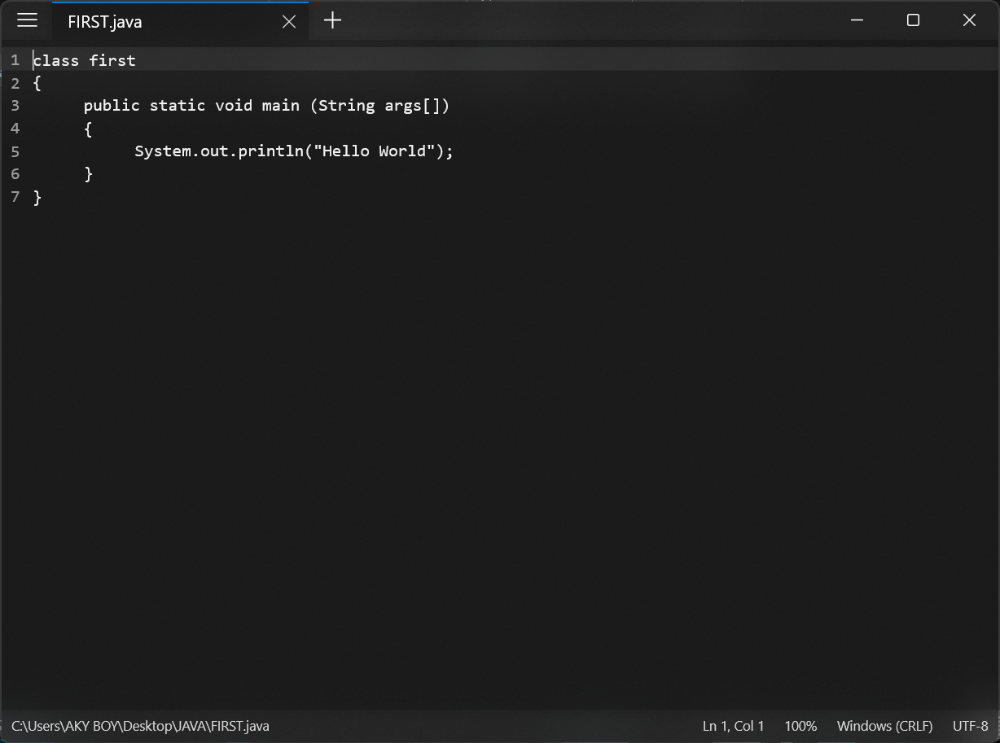 FIRST.java
1 class first
2 {
3 public static void main (String args[])
4 {
5 System.out.println("Hello World");
6 }
7 }
C:\Users\AKY BOY\Desktop\JAVA\FIRST.java Ln 1, Col 1 100% Windows (CRLF) UTF-8